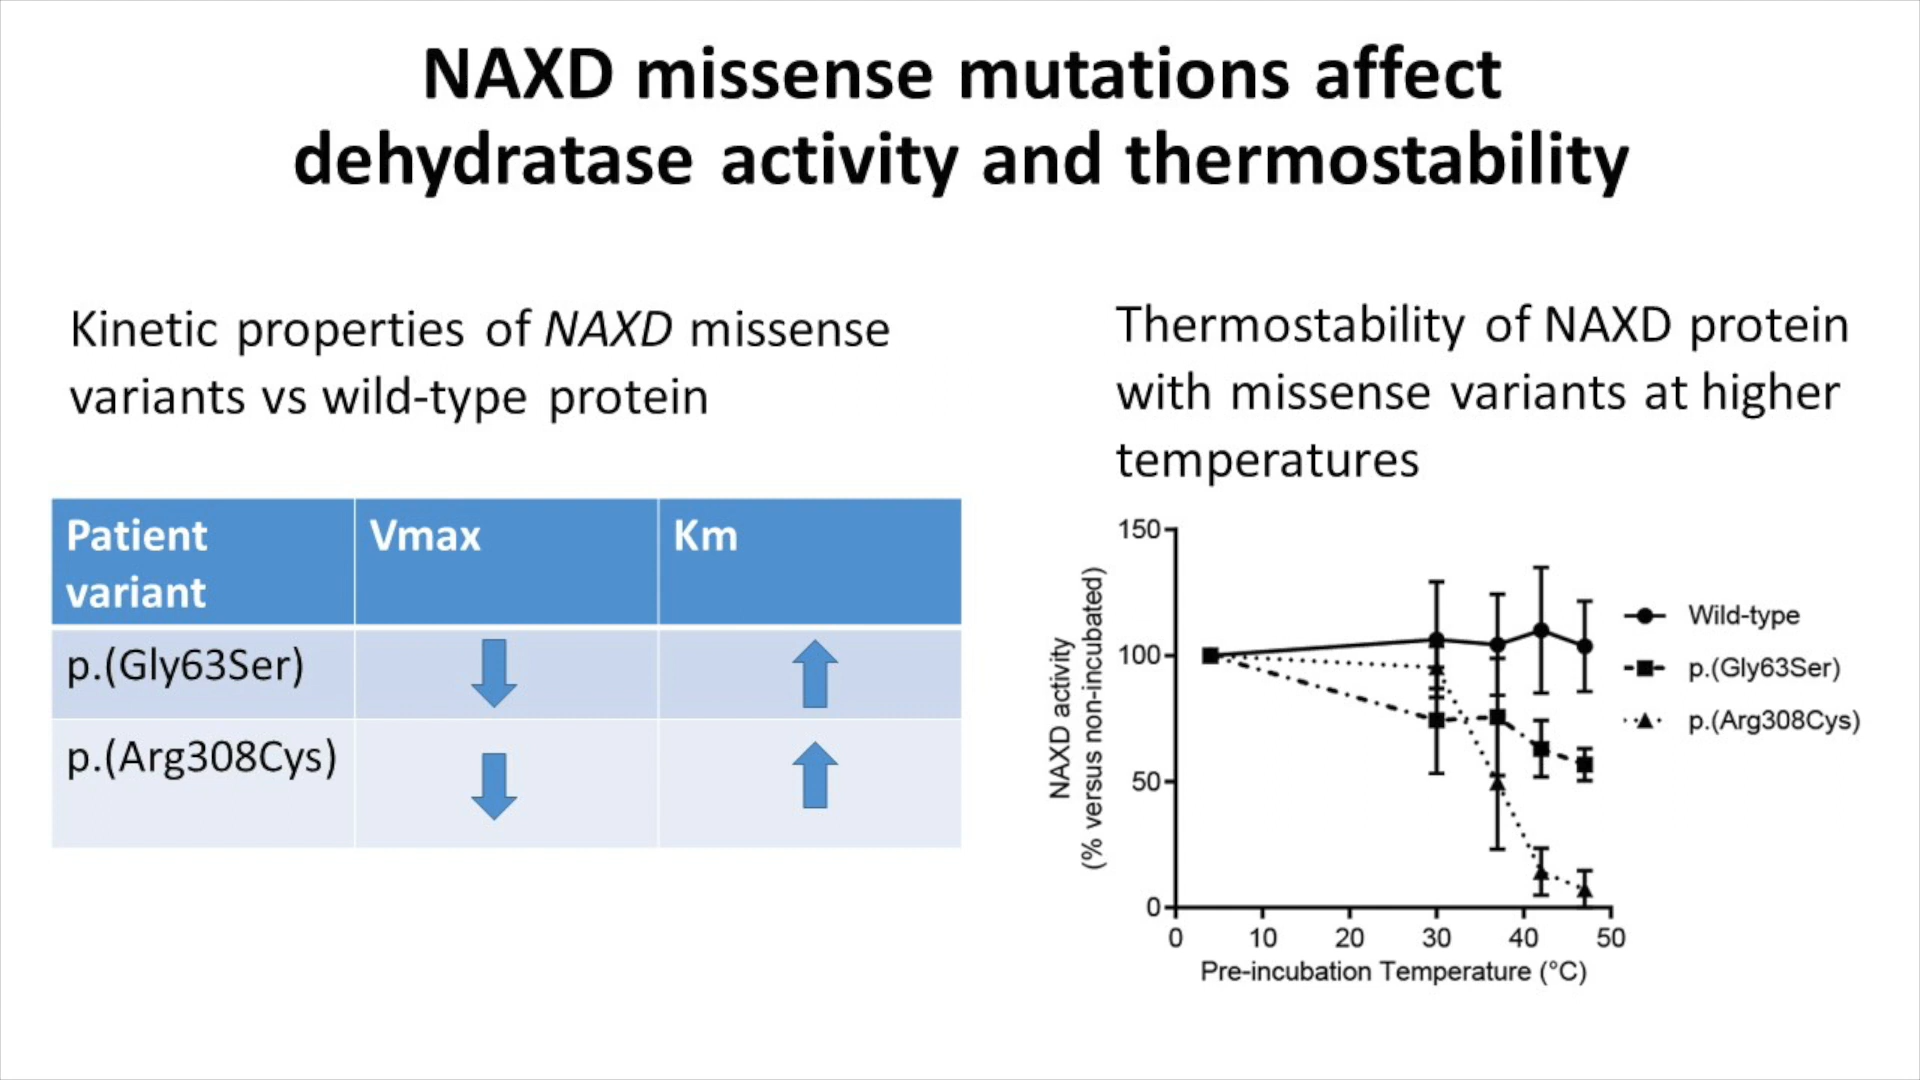 NAXD missense mutations affect
dehydratase activity and thermostability
Kinetic properties of NAXD missense
variants vs wild-type protein
Patient
variant
Vmax
Km
p.(Gly63Ser)
p.(Arg308Cys)
Thermostability of NAXD protein
with missense variants at higher
temperatures
NAXD activity
(% versus non-incubated)
150
100
50
0
0 10 20 30 40 50
Pre-incubation Temperature (°C)
Wild-type
p.(Gly63Ser)
p.(Arg308Cys)